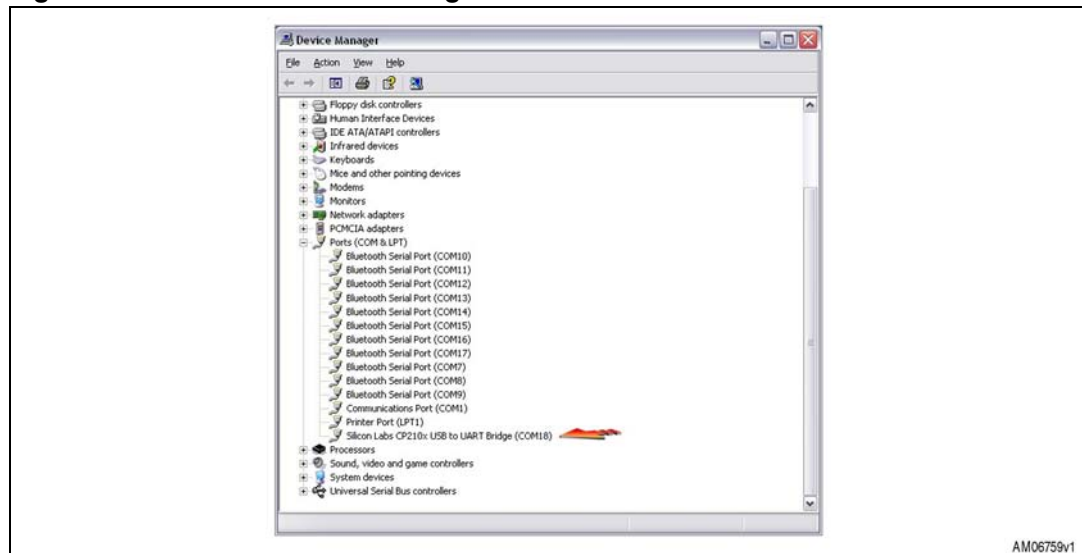 Device Manager
File Action View Help
Floppy disk controllers
Human Interface Devices
IDE ATA/ATAPI controllers
Infrared devices
Keyboards
Mice and other pointing devices
Modems
Monitors
Network adapters
PCMCIA adapters
Ports (COM & LPT)
Bluetooth Serial Port (COM10)
Bluetooth Serial Port (COM11)
Bluetooth Serial Port (COM12)
Bluetooth Serial Port (COM13)
Bluetooth Serial Port (COM14)
Bluetooth Serial Port (COM15)
Bluetooth Serial Port (COM16)
Bluetooth Serial Port (COM17)
Bluetooth Serial Port (COM7)
Bluetooth Serial Port (COM8)
Bluetooth Serial Port (COM9)
Communications Port (COM1)
Printer Port (LPT1)
Silicon Labs CP210x USB to UART Bridge (COM18)
Processors
Sound, video and game controllers
System devices
Universal Serial Bus controllers
AM06759v1